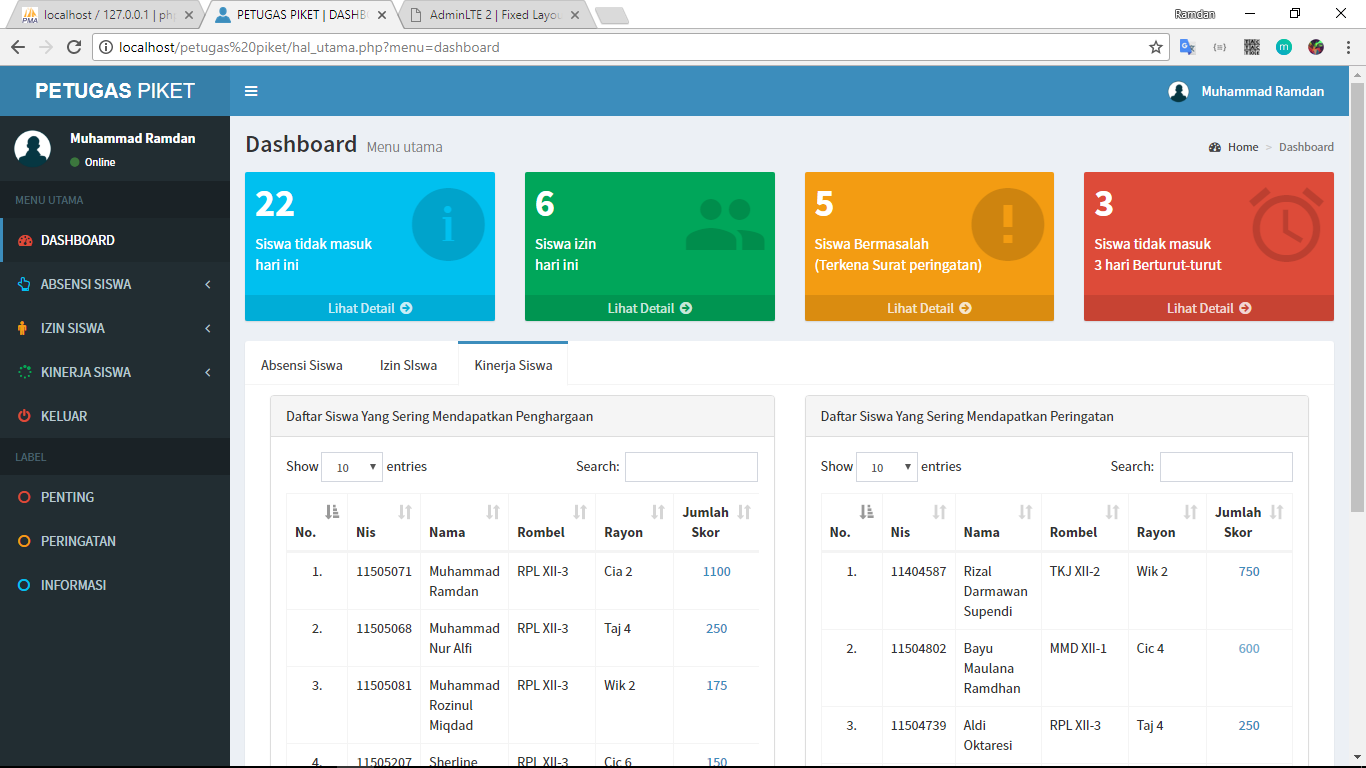 localhost / 127.0.0.1 | ph
PETUGAS PIKET | DASHB
AdminLTE 2 | Fixed Layou
Ramdan
localhost/petugas%20piket/hal_utama.php?menu=dashboard
PETUGAS PIKET
Muhammad Ramdan
Muhammad Ramdan
Online
MENU UTAMA
DASHBOARD
ABSENSI SISWA
IZIN SISWA
KINERJA SISWA
KELUAR
LABEL
PENTING
PERINGATAN
INFORMASI
Dashboard Menu utama
Home > Dashboard
22
Siswa tidak masuk
hari ini
Lihat Detail
6
Siswa izin
hari ini
Lihat Detail
5
Siswa Bermasalah
(Terkena Surat peringatan)
Lihat Detail
3
Siswa tidak masuk
3 hari Berturut-turut
Lihat Detail
Absensi Siswa Izin SIswa Kinerja Siswa
Daftar Siswa Yang Sering Mendapatkan Penghargaan
Show 10 entries Search:
No. Nis Nama Rombel Rayon Jumlah
Skor
1. 11505071 Muhammad RPL XII-3 Cia 2 1100
Ramdan
2. 11505068 Muhammad RPL XII-3 Taj 4 250
Nur Alfi
3. 11505081 Muhammad RPL XII-3 Wik 2 175
Rozinul
Miqdad
4. 11505207 Sherline RPL XII-3 Cic 6 150
Daftar Siswa Yang Sering Mendapatkan Peringatan
Show 10 entries Search:
No. Nis Nama Rombel Rayon Jumlah
Skor
1. 11404587 Rizal TKJ XII-2 Wik 2 750
Darmawan
Supendi
2. 11504802 Bayu MMD XII-1 Cic 4 600
Maulana
Ramdhan
3. 11504739 Aldi RPL XII-3 Taj 4 250
Oktaresi